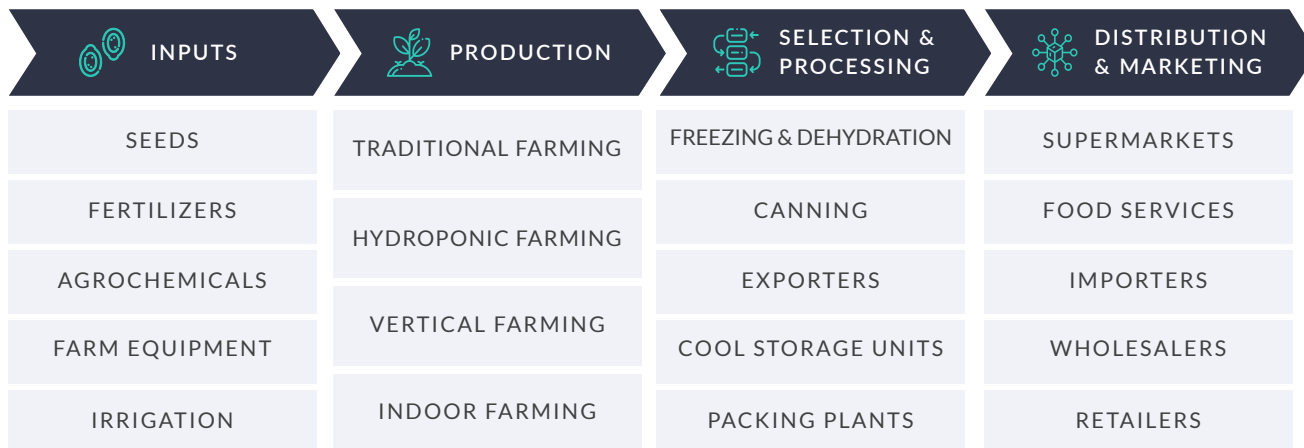 INPUTS
PRODUCTION
SELECTION &
PROCESSING
DISTRIBUTION
& MARKETING
SEEDS
FERTILIZERS
AGROCHEMICALS
FARM EQUIPMENT
IRRIGATION
TRADITIONAL FARMING
HYDROPONIC FARMING
VERTICAL FARMING
INDOOR FARMING
FREEZING & DEHYDRATION
CANNING
EXPORTERS
COOL STORAGE UNITS
PACKING PLANTS
SUPERMARKETS
FOOD SERVICES
IMPORTERS
WHOLESALERS
RETAILERS